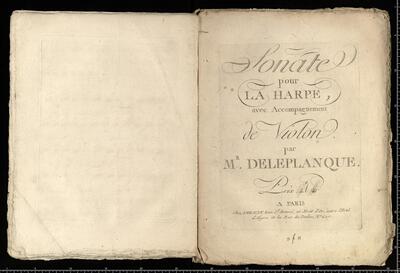 Sonate
pour
LA HARPE,
avec Accompagnement
de Violon.
par
Mr. DELEPLANQUE.
Prix
A PARIS